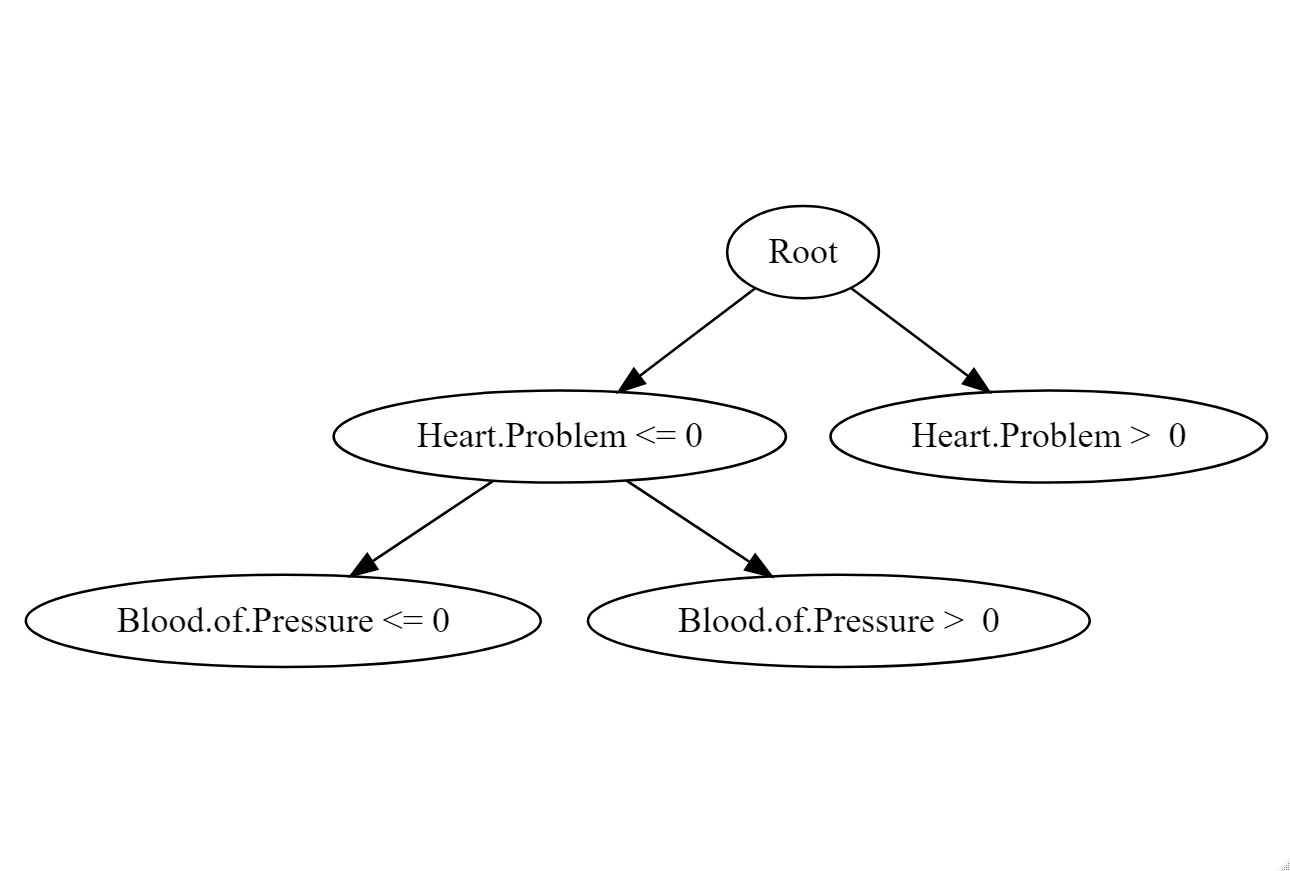 Root
Heart.Problem <= 0
Heart.Problem >  0
Blood.of.Pressure <= 0
Blood.of.Pressure >  0